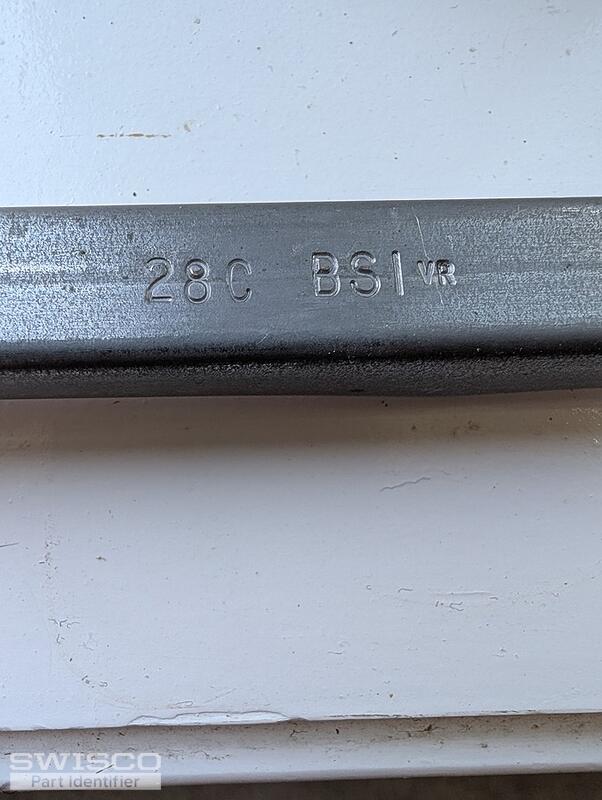 28C BSI VR
SWISCO
Part Identifier